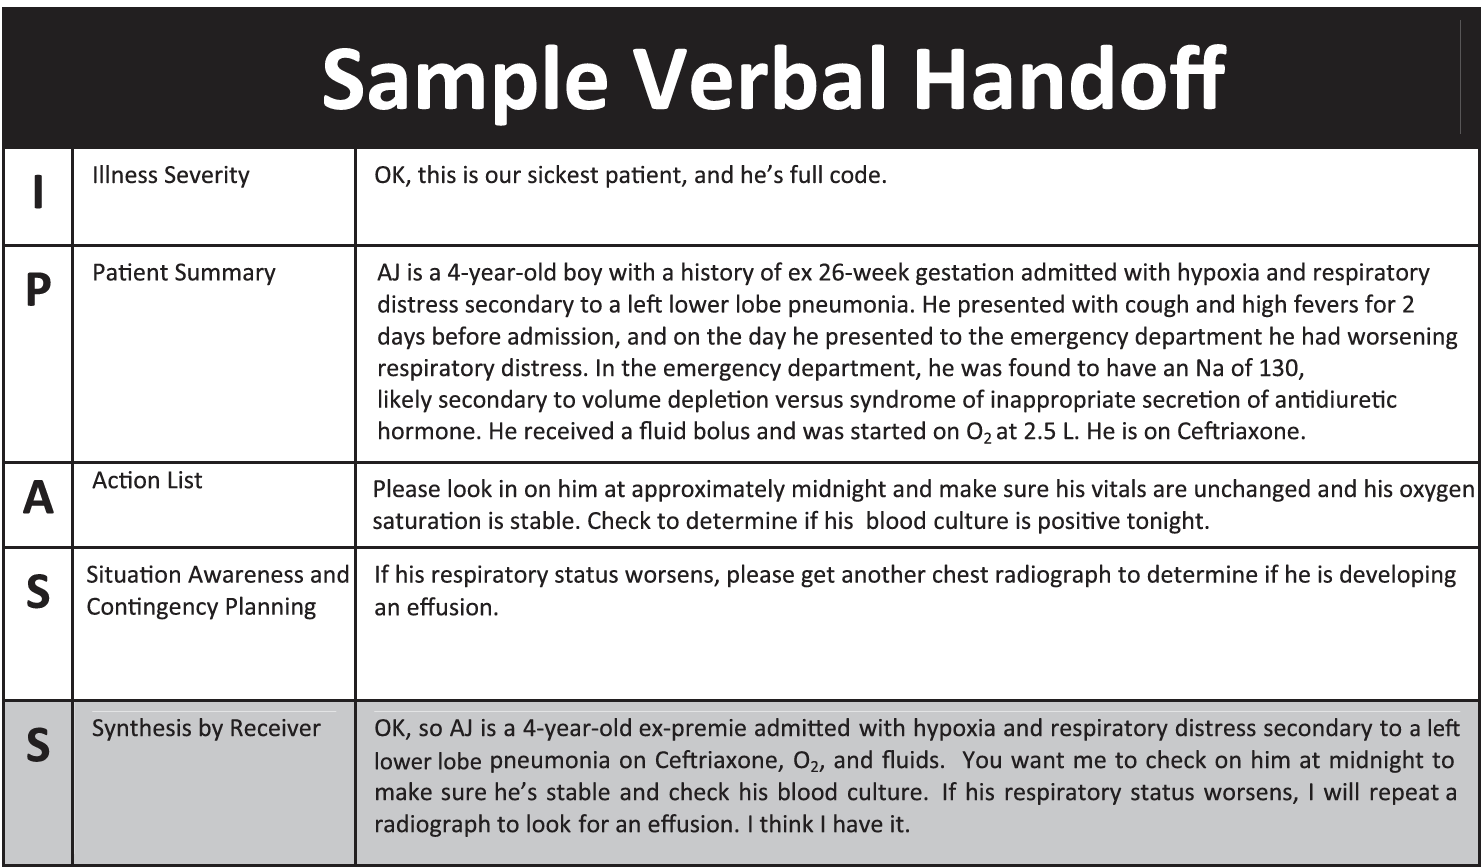 Sample Verbal Handoff
I
Illness Severity
OK, this is our sickest patient, and he’s full code.
P
Patient Summary
AJ is a 4-year-old boy with a history of ex 26-week gestation admitted with hypoxia and respiratory
distress secondary to a left lower lobe pneumonia. He presented with cough and high fevers for 2
days before admission, and on the day he presented to the emergency department he had worsening
respiratory distress. In the emergency department, he was found to have an Na of 130,
likely secondary to volume depletion versus syndrome of inappropriate secretion of antidiuretic
hormone. He received a fluid bolus and was started on O₂ at 2.5 L. He is on Ceftriaxone.
A
Action List
Please look in on him at approximately midnight and make sure his vitals are unchanged and his oxygen
saturation is stable. Check to determine if his blood culture is positive tonight.
S
Situation Awareness and
Contingency Planning
If his respiratory status worsens, please get another chest radiograph to determine if he is developing
an effusion.
S
Synthesis by Receiver
OK, so AJ is a 4-year-old ex-premie admitted with hypoxia and respiratory distress secondary to a left
lower lobe pneumonia on Ceftriaxone, O₂, and fluids. You want me to check on him at midnight to
make sure he’s stable and check his blood culture. If his respiratory status worsens, I will repeat a
radiograph to look for an effusion. I think I have it.